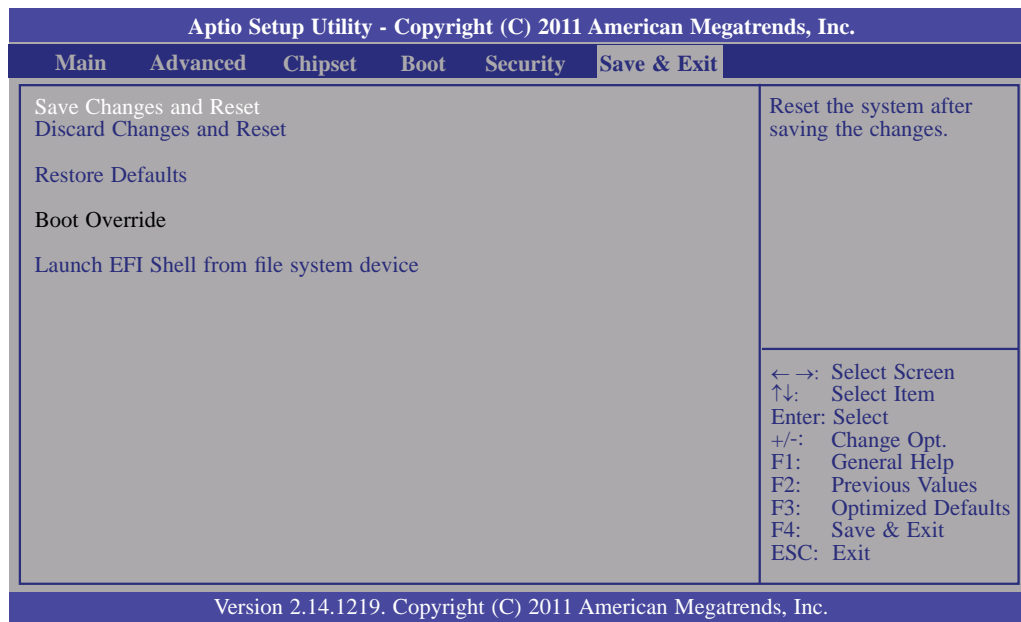 Aptio Setup Utility - Copyright (C) 2011 American Megatrends, Inc.
Main Advanced Chipset Boot Security Save & Exit
Save Changes and Reset
Discard Changes and Reset
Restore Defaults
Boot Override
Launch EFI Shell from file system device
Reset the system after
saving the changes.
← →: Select Screen
↑↓: Select Item
Enter: Select
+/-: Change Opt.
F1: General Help
F2: Previous Values
F3: Optimized Defaults
F4: Save & Exit
ESC: Exit
Version 2.14.1219. Copyright (C) 2011 American Megatrends, Inc.